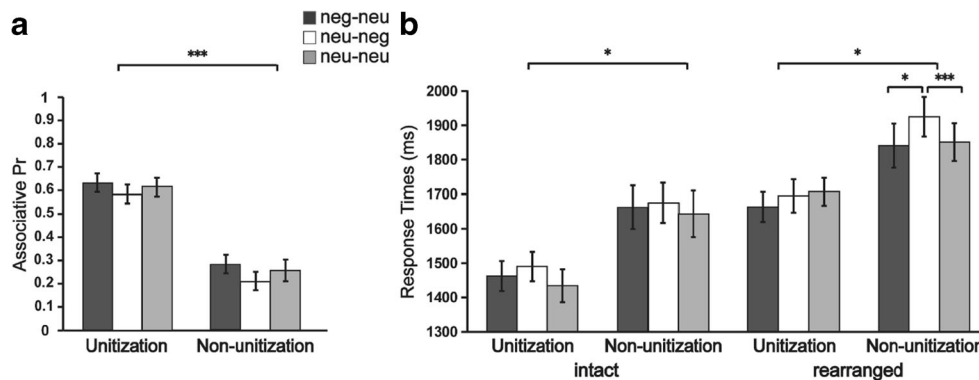 a
neg-neu
neu-neg
neu-neu
***
Associative Pr
1
0.9
0.8
0.7
0.6
0.5
0.4
0.3
0.2
0.1
0
Unitization Non-unitization
b
* *
* ***
Response Times (ms)
2000
1900
1800
1700
1600
1500
1400
1300
Unitization Non-unitization Unitization Non-unitization
intact rearranged